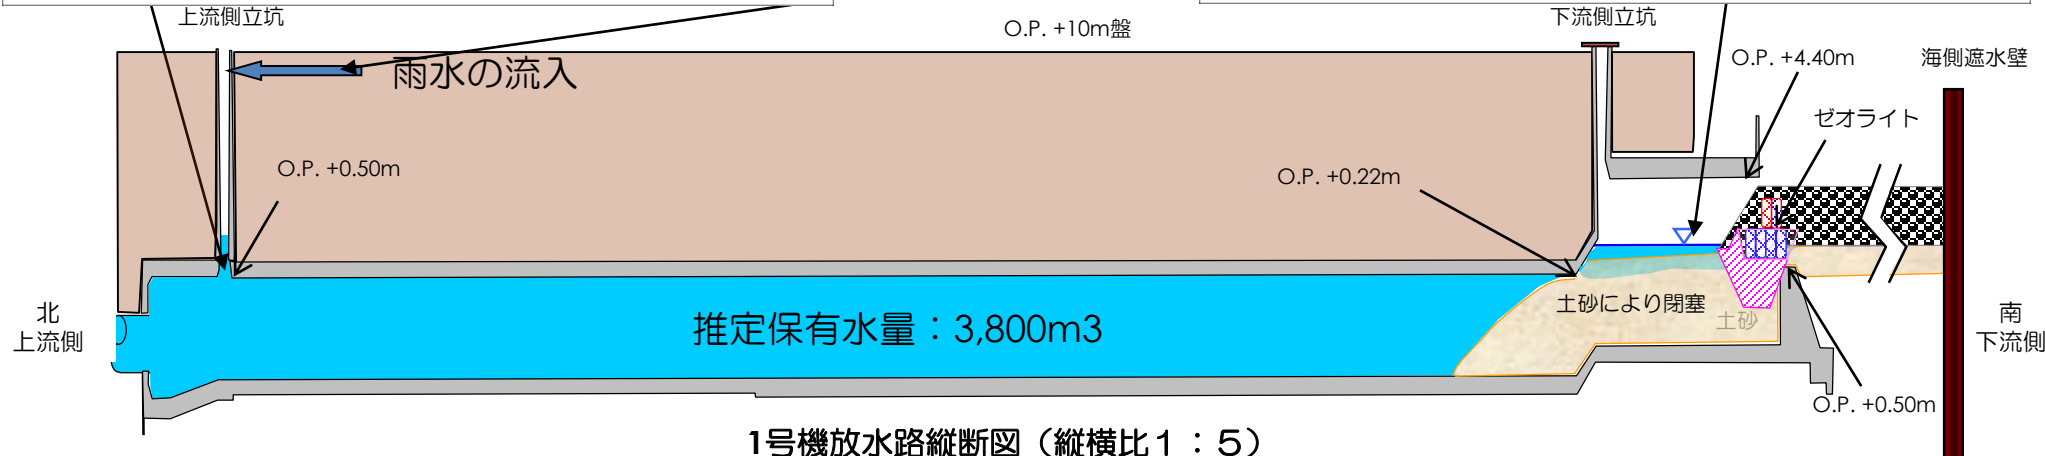 上流側立坑
O.P. +10m盤
下流側立坑
O.P. +4.40m
海側遮水壁
雨水の流入
ゼオライト
O.P. +0.50m
O.P. +0.22m
北
上流側
推定保有水量：3,800m3
土砂により閉塞
土砂
南
下流側
O.P. +0.50m
1号機放水路縦断図（縦横比１：５）